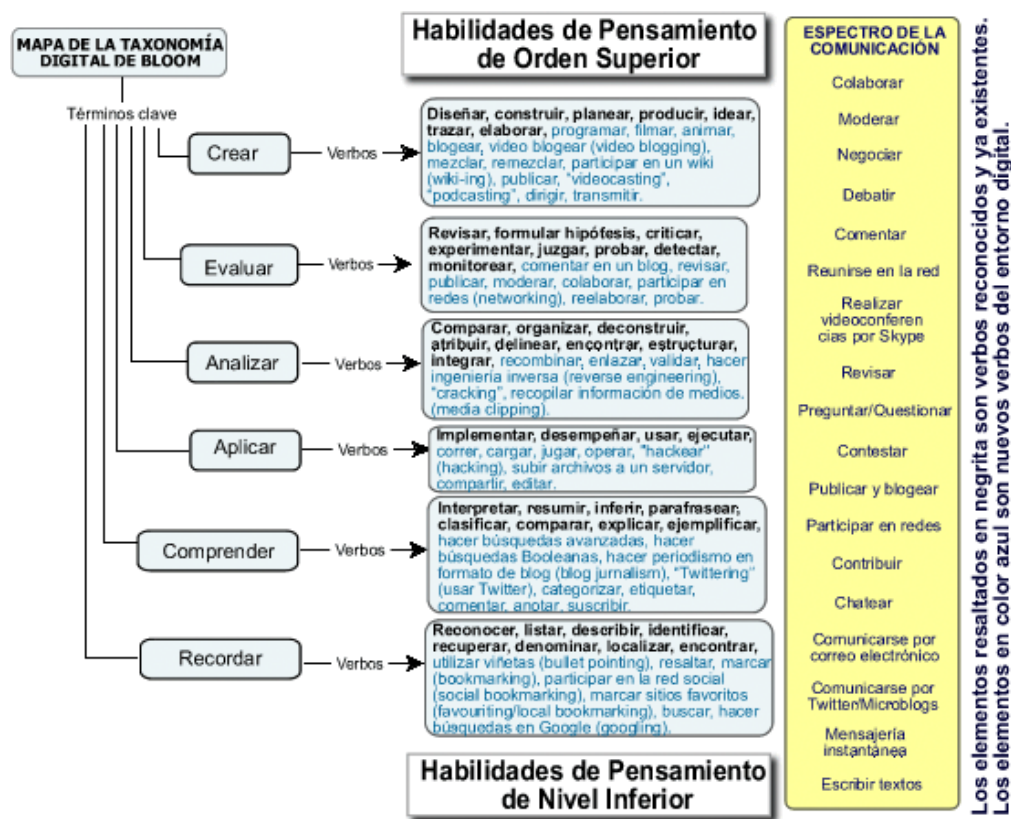 MAPA DE LA TAXONOMÍA
DIGITAL DE BLOOM
Términos clave
Habilidades de Pensamiento
de Orden Superior
Crear
Verbos
Diseñar, construir, planear, producir, idear,
trazar, elaborar, programar, filmar, animar,
blogear, video blogear (video blogging),
mezclar, remezclar, participar en un wiki
(wiki-ing), publicar, "videocasting",
"podcasting", dirigir, transmitir.
Evaluar
Verbos
Revisar, formular hipófesis, criticar,
experimentar, juzgar, probar, detectar,
monitorear, comentar en un blog, revisar,
publicar, moderar, colaborar, participar en
redes (networking), reelaborar, probar.
Analizar
Verbos
Comparar, organizar, deconstruir,
atribuir, delinear, encontrar, estructurar,
integrar, recombinar, enlazar, validar, hacer
ingeniería inversa (reverse engineering),
"cracking", recopilar información de medios.
(media clipping).
Aplicar
Verbos
Implementar, desempeñar, usar, ejecutar,
correr, cargar, jugar, operar, "hackear"
(hacking), subir archivos a un servidor,
compartir, editar.
Comprender
Verbos
Interpretar, resumir, inferir, parafrasear,
clasificar, comparar, explicar, ejemplificar,
hacer búsquedas avanzadas, hacer
búsquedas Booleanas, hacer periodismo en
formato de blog (blog jurnalism), "Twittering"
(usar Twitter), categorizar, etiquetar,
comentar, anotar, suscribir.
Recordar
Verbos
Reconocer, listar, describir, identificar,
recuperar, denominar, localizar, encontrar,
utilizar viñetas (bullet pointing), resaltar, marcar
(bookmarking), participar en la red social
(social bookmarking), marcar sitios favoritos
(favouriting/local bookmarking), buscar, hacer
búsquedas en Google (googling).
Habilidades de Pensamiento
de Nivel Inferior
ESPECTRO DE LA
COMUNICACIÓN
Colaborar
Moderar
Negociar
Debatir
Comentar
Reunirse en la red
Realizar
videoconferen
cias por Skype
Revisar
Preguntar/Questionar
Contestar
Publicar y blogear
Participar en redes
Contribuir
Chatear
Comunicarse por
correo electrónico
Comunicarse por
Twitter/Microblogs
Mensajería
instantánea
Escribir textos
Los elementos resaltados en negrita son verbos reconocidos y ya existentes.
Los elementos en color azul son nuevos verbos del entorno digital.